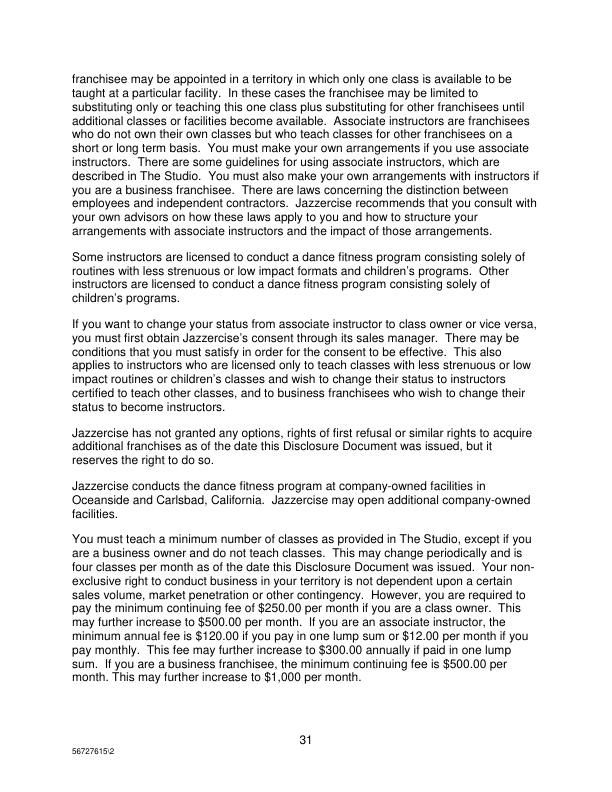 franchisee may be appointed in a territory in which only one class is available to be
taught at a particular facility.  In these cases the franchisee may be limited to
substituting only or teaching this one class plus substituting for other franchisees until
additional classes or facilities become available.  Associate instructors are franchisees
who do not own their own classes but who teach classes for other franchisees on a
short or long term basis.  You must make your own arrangements if you use associate
instructors.  There are some guidelines for using associate instructors, which are
described in The Studio.  You must also make your own arrangements with instructors if
you are a business franchisee.  There are laws concerning the distinction between
employees and independent contractors.  Jazzercise recommends that you consult with
your own advisors on how these laws apply to you and how to structure your
arrangements with associate instructors and the impact of those arrangements.
Some instructors are licensed to conduct a dance fitness program consisting solely of
routines with less strenuous or low impact formats and children's programs.  Other
instructors are licensed to conduct a dance fitness program consisting solely of
children's programs.
If you want to change your status from associate instructor to class owner or vice versa,
you must first obtain Jazzercise's consent through its sales manager.  There may be
conditions that you must satisfy in order for the consent to be effective.  This also
applies to instructors who are licensed only to teach classes with less strenuous or low
impact routines or children's classes and wish to change their status to instructors
certified to teach other classes, and to business franchisees who wish to change their
status to become instructors.
Jazzercise has not granted any options, rights of first refusal or similar rights to acquire
additional franchises as of the date this Disclosure Document was issued, but it
reserves the right to do so.
Jazzercise conducts the dance fitness program at company-owned facilities in
Oceanside and Carlsbad, California.  Jazzercise may open additional company-owned
facilities.
You must teach a minimum number of classes as provided in The Studio, except if you
are a business owner and do not teach classes.  This may change periodically and is
four classes per month as of the date this Disclosure Document was issued.  Your non-
exclusive right to conduct business in your territory is not dependent upon a certain
sales volume, market penetration or other contingency.  However, you are required to
pay the minimum continuing fee of $250.00 per month if you are a class owner.  This
may further increase to $500.00 per month.  If you are an associate instructor, the
minimum annual fee is $120.00 if you pay in one lump sum or $12.00 per month if you
pay monthly.  This fee may further increase to $300.00 annually if paid in one lump
sum.  If you are a business franchisee, the minimum continuing fee is $500.00 per
month. This may further increase to $1,000 per month.
31
56727615\2